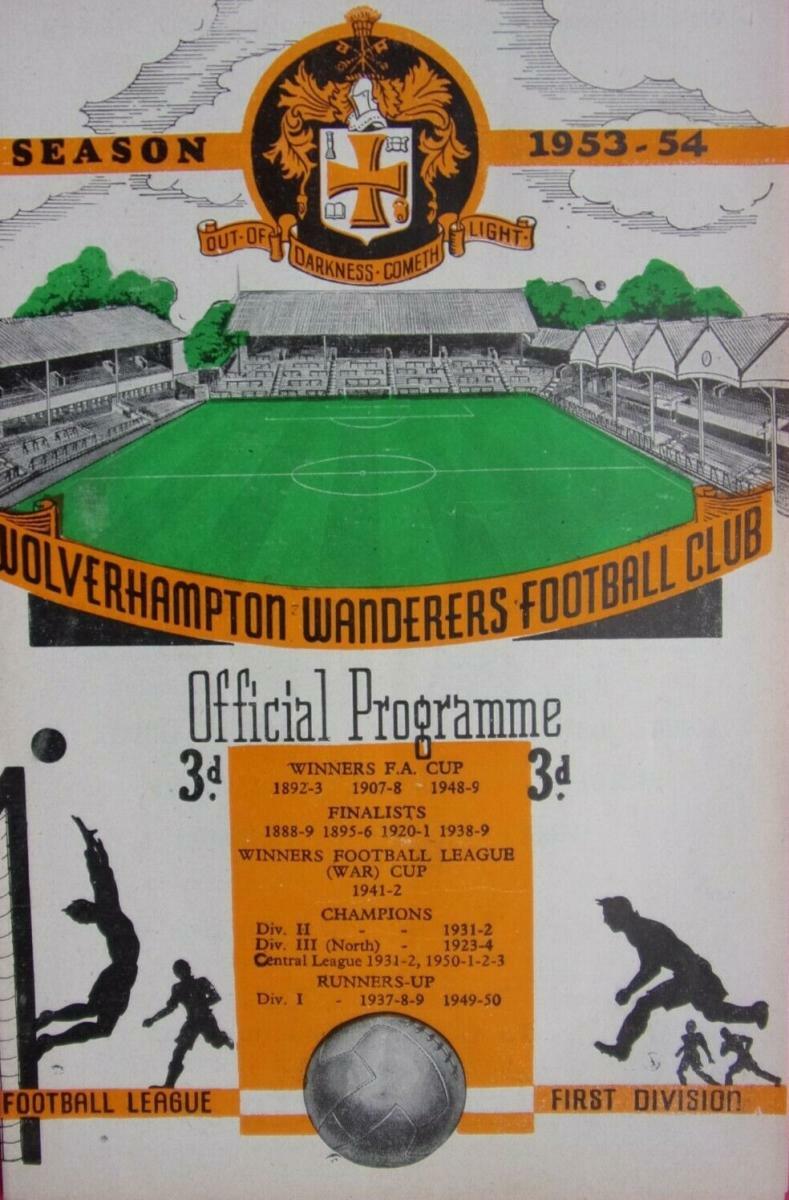 SEASON 1953-54
OUT·OF· DARKNESS·COMETH LIGHT·
WOLVERHAMPTON WANDERERS FOOTBALL CLUB
Official Programme
3d. 3d.
WINNERS F.A. CUP
1892-3 1907-8 1948-9
FINALISTS
1888-9 1895-6 1920-1 1938-9
WINNERS FOOTBALL LEAGUE
(WAR) CUP
1941-2
CHAMPIONS
Div. II - - 1931-2
Div. III (North) - 1923-4
Central League 1931-2, 1950-1-2-3
RUNNERS-UP
Div. I - 1937-8-9 1949-50
FOOTBALL LEAGUE FIRST DIVISION